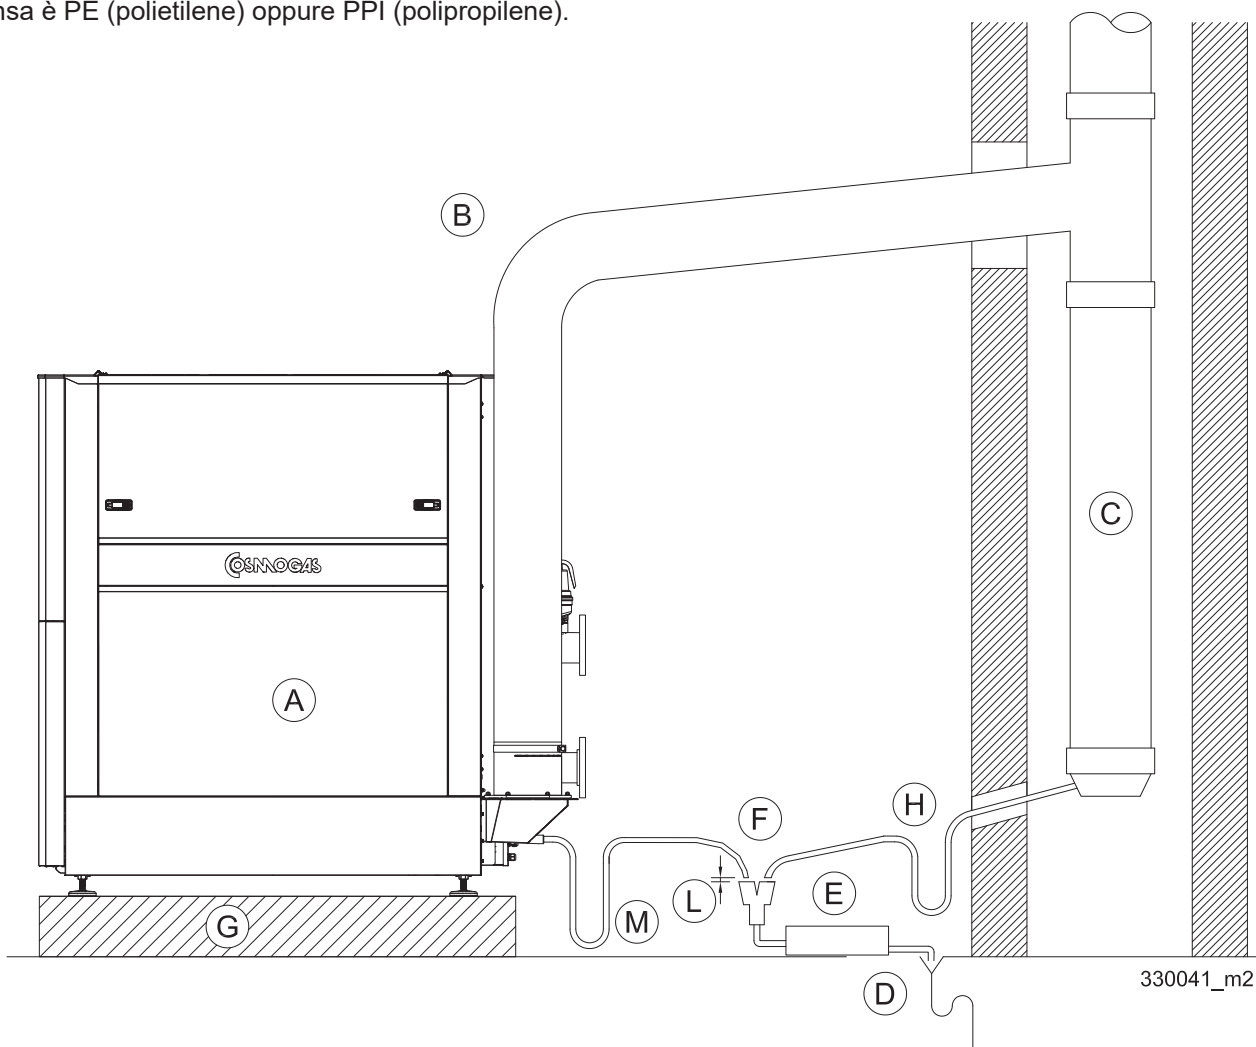 nsa è PE (polietilene) oppure PPI (polipropilene).
B
C
COSMOGAS
A
H
F
E
L
M
G
D
330041_m2